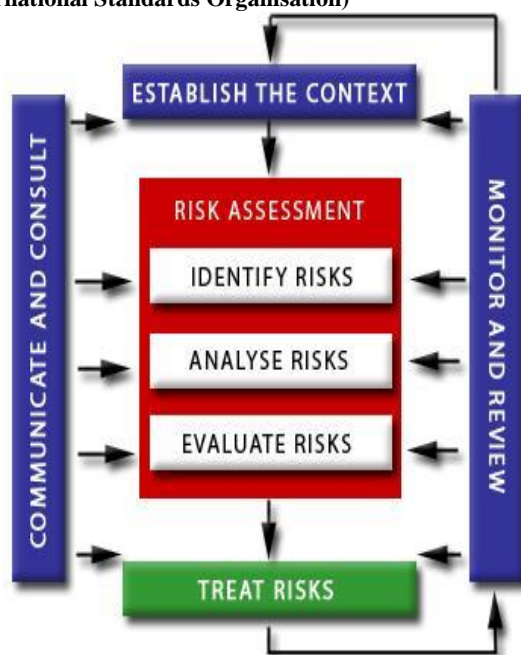 rnational Standards Organisation)
ESTABLISH THE CONTEXT
COMMUNICATE AND CONSULT
RISK ASSESSMENT
IDENTIFY RISKS
ANALYSE RISKS
EVALUATE RISKS
MONITOR AND REVIEW
TREAT RISKS